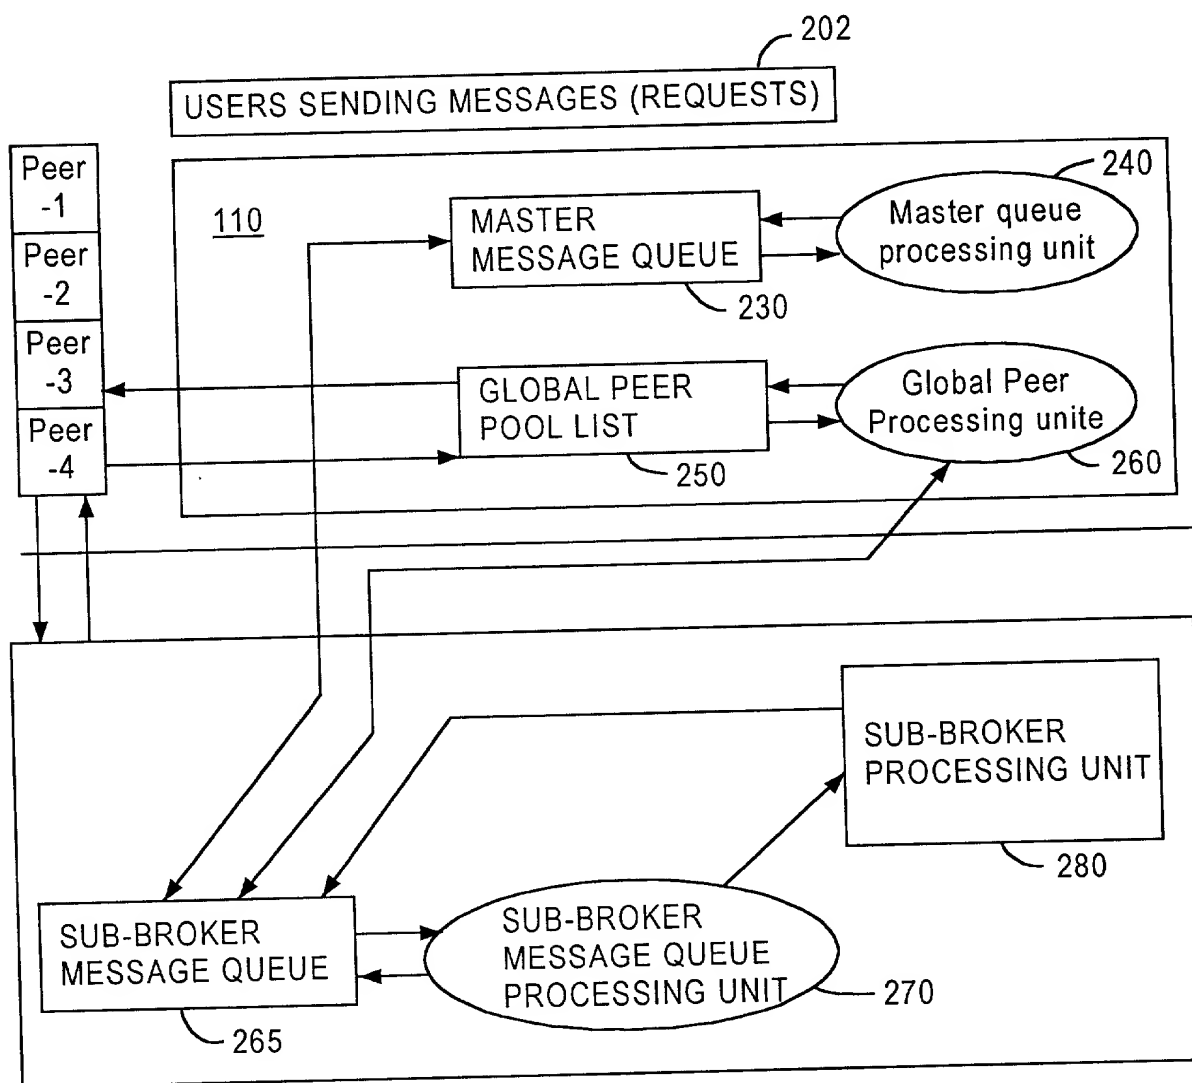 202
USERS SENDING MESSAGES (REQUESTS)
Peer
-1
Peer
-2
Peer
-3
Peer
-4
110
MASTER
MESSAGE QUEUE
230
Master queue
processing unit
240
GLOBAL PEER
POOL LIST
250
Global Peer
Processing unite
260
SUB-BROKER
PROCESSING UNIT
280
SUB-BROKER
MESSAGE QUEUE
265
SUB-BROKER
MESSAGE QUEUE
PROCESSING UNIT
270